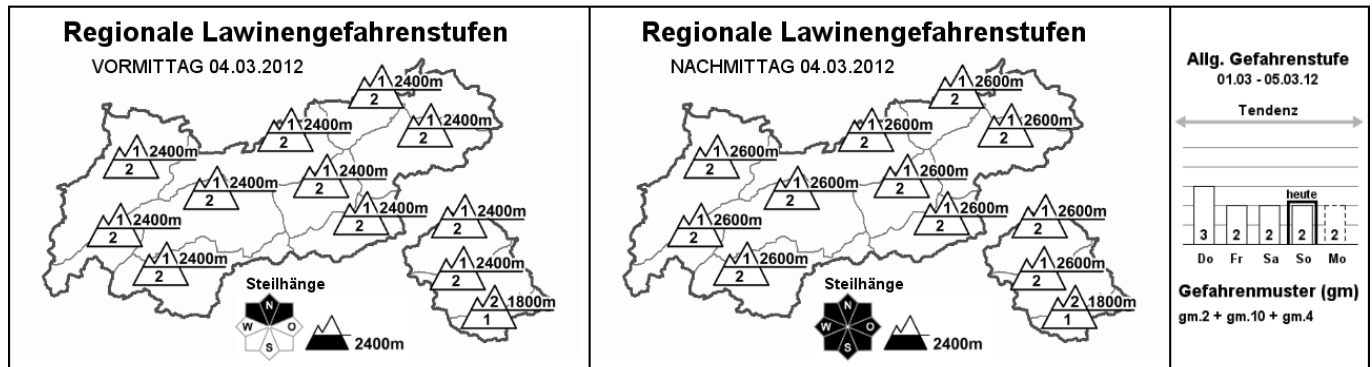 Regionale Lawinengefahrenstufen
VORMITTAG 04.03.2012
1 2400m
2
1 2400m
2
1 2400m
2
1 2400m
2
1 2400m
2
1 2400m
2
1 2400m
2
1 2400m
2
1 2400m
2
1 2400m
2
1 2400m
2
2 1800m
1
Steilhänge
N
W O
S
2400m
Regionale Lawinengefahrenstufen
NACHMITTAG 04.03.2012
1 2600m
2
1 2600m
2
1 2600m
2
1 2600m
2
1 2600m
2
1 2600m
2
1 2600m
2
1 2600m
2
1 2600m
2
1 2600m
2
1 2600m
2
2 1800m
1
Steilhänge
N
W O
S
2400m
Allg. Gefahrenstufe
01.03 - 05.03.12
Tendenz
heute
3 2 2 2 2
Do Fr Sa So Mo
Gefahrenmuster (gm)
gm.2 + gm.10 + gm.4